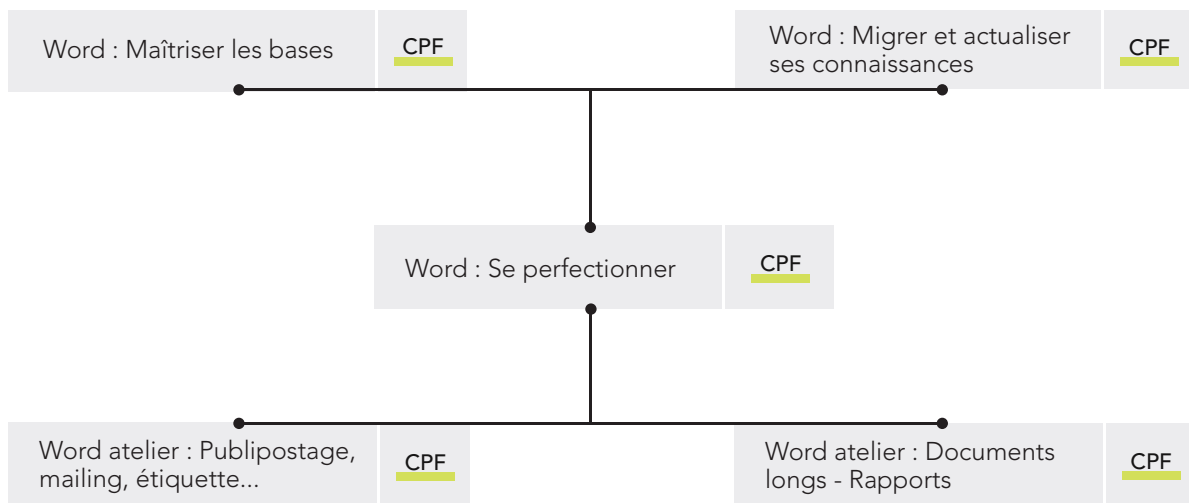 Word : Maîtriser les bases
CPF
Word : Migrer et actualiser
ses connaissances
CPF
Word : Se perfectionner
CPF
Word atelier : Publipostage,
mailing, étiquette...
CPF
Word atelier : Documents
longs - Rapports
CPF